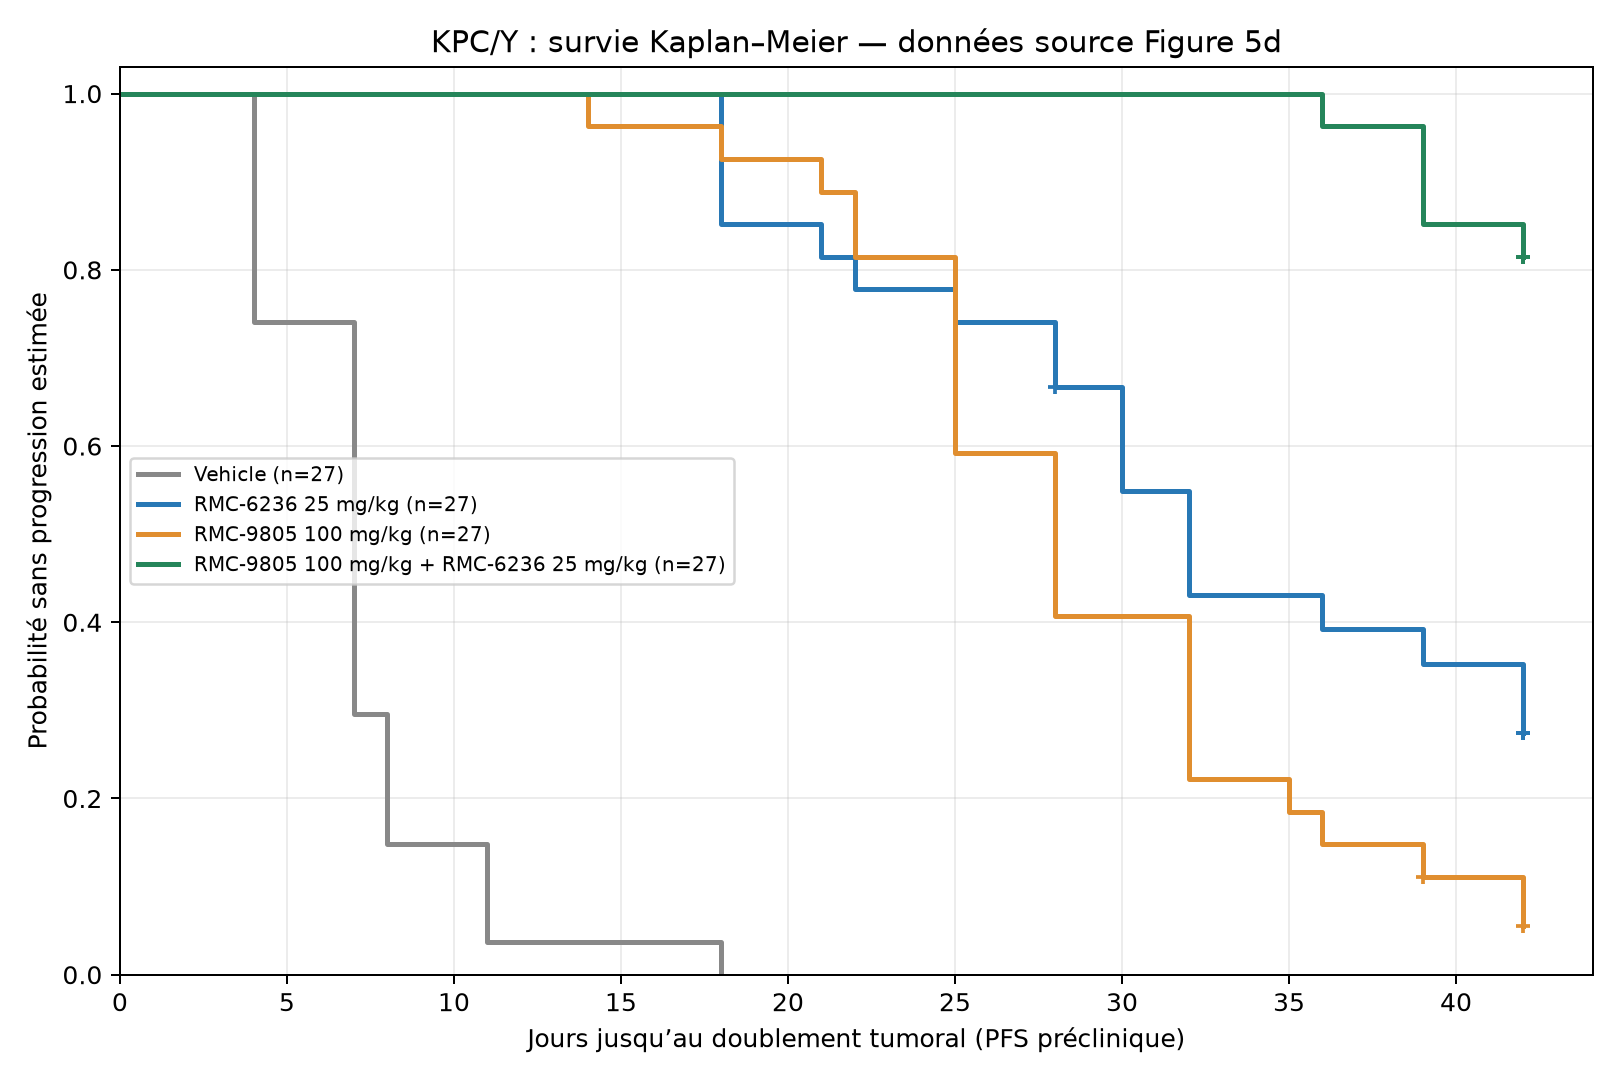 KPC/Y : survie Kaplan–Meier — données source Figure 5d
Probabilité sans progression estimée
1.0
0.8
0.6
0.4
0.2
0.0
Vehicle (n=27)
RMC-6236 25 mg/kg (n=27)
RMC-9805 100 mg/kg (n=27)
RMC-9805 100 mg/kg + RMC-6236 25 mg/kg (n=27)
0 5 10 15 20 25 30 35 40
Jours jusqu’au doublement tumoral (PFS préclinique)